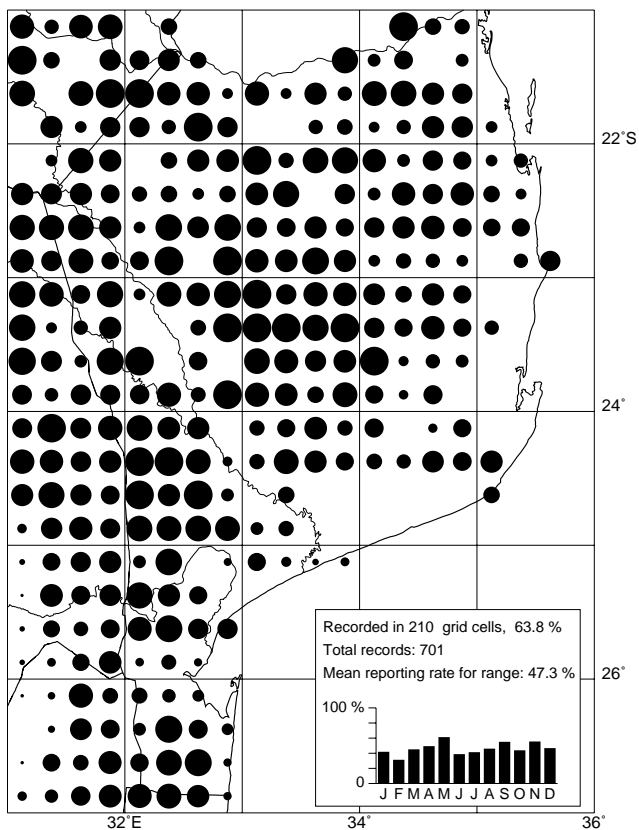 22˚S
24˚
Recorded in 210 grid cells, 63.8 %
Total records: 701
Mean reporting rate for range: 47.3 %
26˚
100 %
0
J F M A M J J A S O N D
32˚E 34˚ 36˚